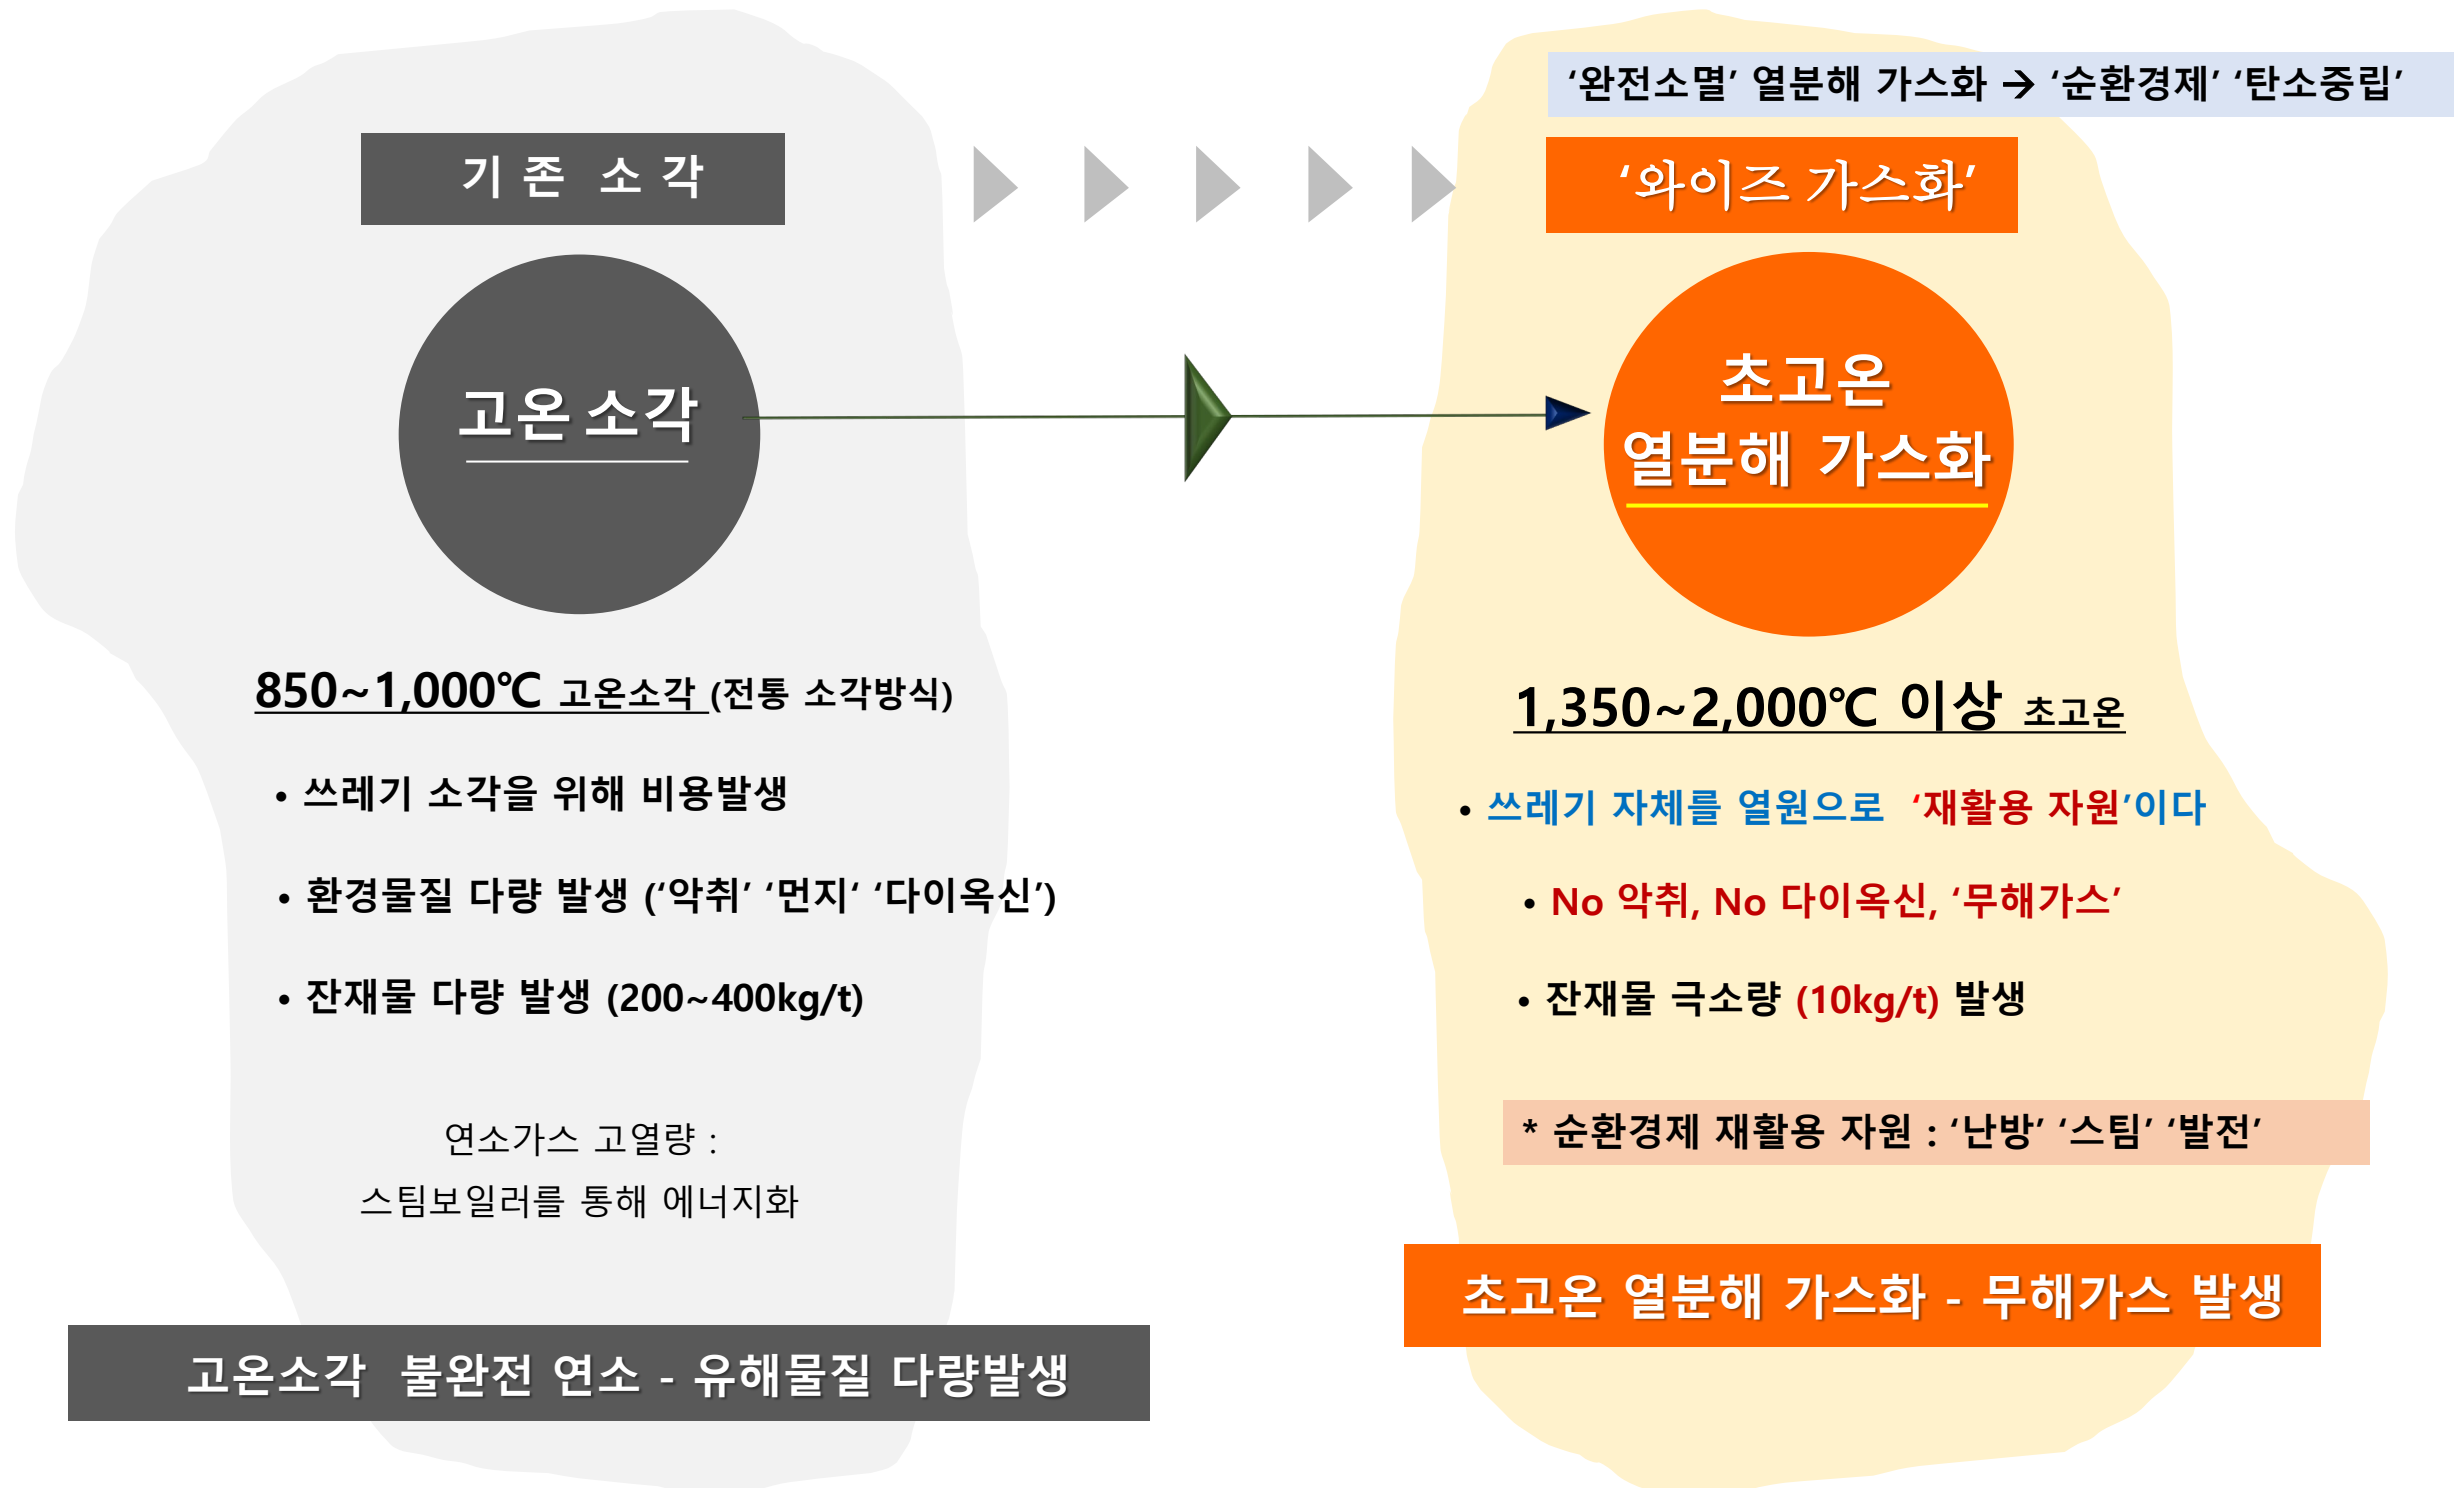 기존 소각
고온 소각
850~1,000℃ 고온소각 (전통 소각방식)
• 쓰레기 소각을 위해 비용발생
• 환경물질 다량 발생 (‘악취’ ‘먼지‘ ‘다이옥신’)
• 잔재물 다량 발생 (200~400kg/t)
연소가스 고열량 :
스팀보일러를 통해 에너지화
고온소각 불완전 연소 - 유해물질 다량발생
‘완전소멸’ 열분해 가스화 → ‘순환경제’ ‘탄소중립’
‘와이즈 가스화’
초고온
열분해 가스화
1,350~2,000℃ 이상 초고온
• 쓰레기 자체를 열원으로 ‘재활용 자원’이다
• No 악취, No 다이옥신, ‘무해가스’
• 잔재물 극소량 (10kg/t) 발생
* 순환경제 재활용 자원 : ‘난방’ ‘스팀’ ‘발전’
초고온 열분해 가스화 - 무해가스 발생